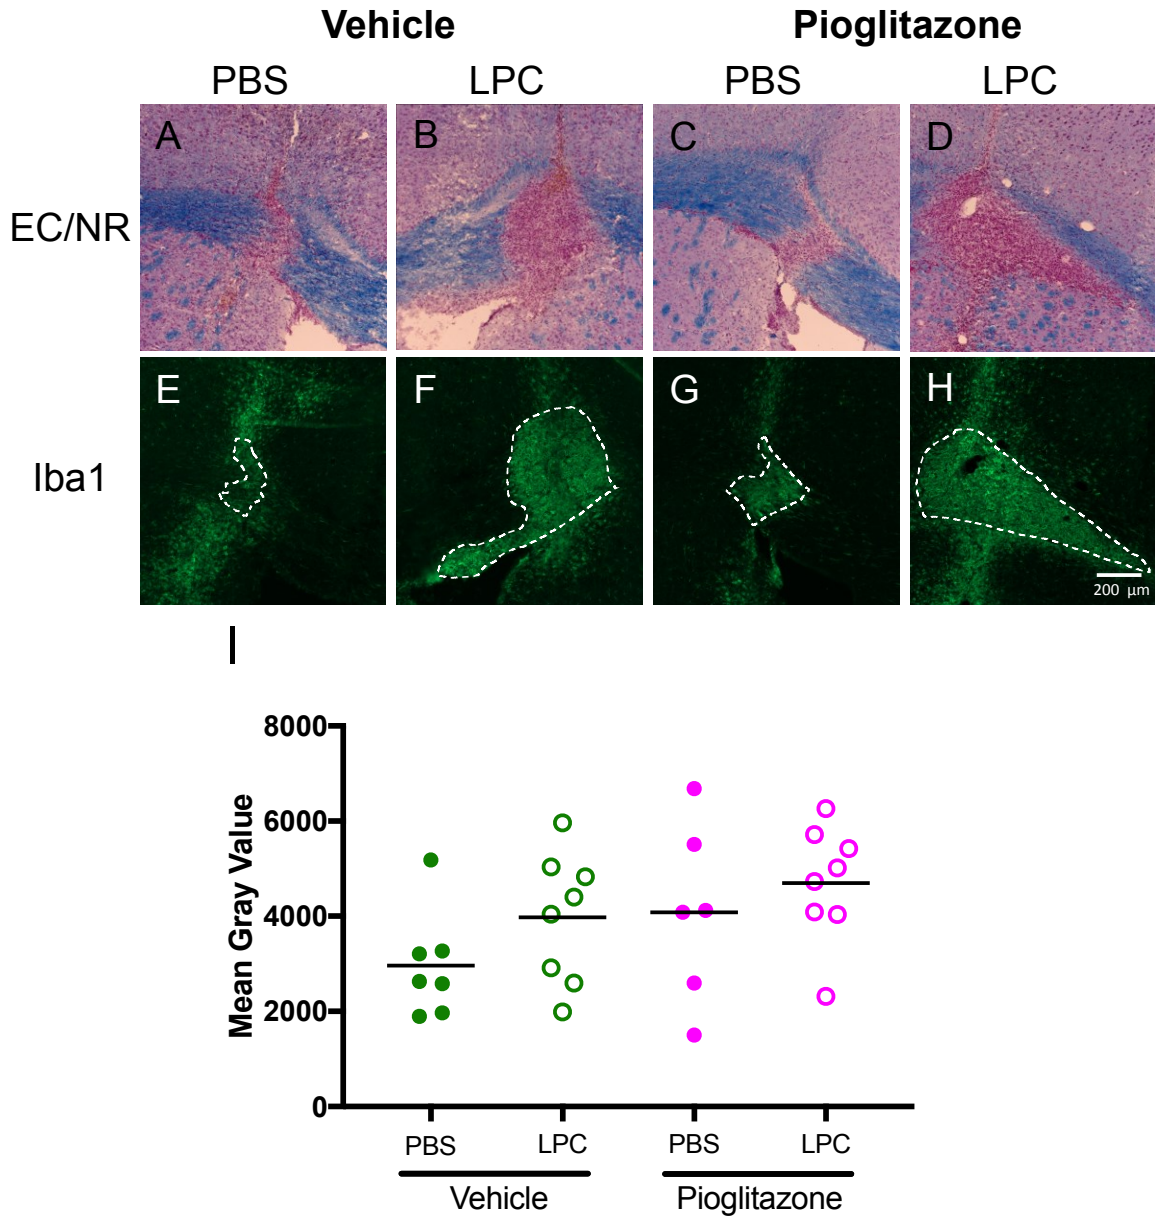 Vehicle Pioglitazone
PBS LPC PBS LPC
EC/NR A B C D
Iba1 E F G H
200 µm
I
Mean Gray Value
8000
6000
4000
2000
0
PBS LPC PBS LPC
Vehicle Pioglitazone